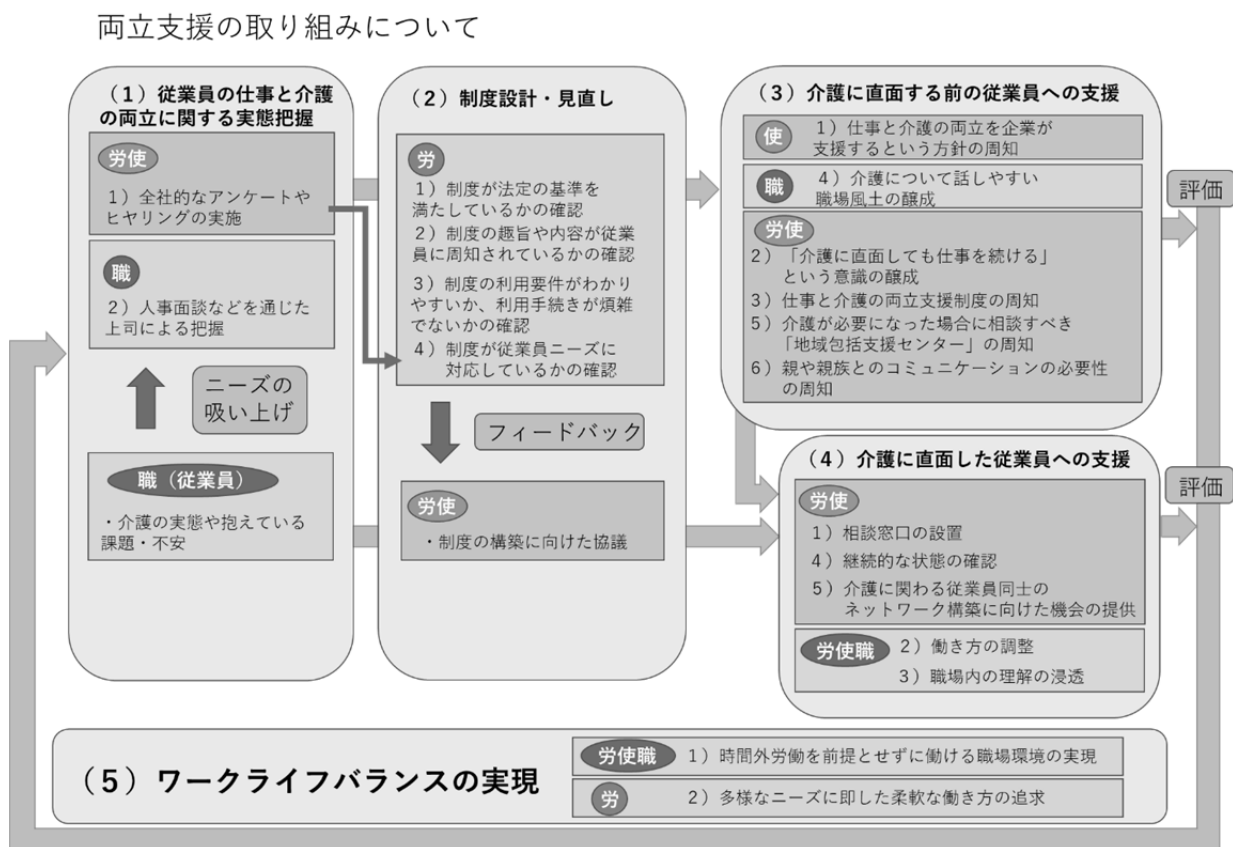 両立支援の取り組みについて
（1）従業員の仕事と介護
の両立に関する実態把握
労使
1）全社的なアンケートや
ヒヤリングの実施
職
2）人事面談などを通じた
上司による把握
ニーズの
吸い上げ
職（従業員）
・介護の実態や抱えている
課題・不安
（2）制度設計・見直し
労
1）制度が法定の基準を
満たしているかの確認
2）制度の趣旨や内容が従業
員に周知されているかの確認
3）制度の利用要件がわかり
やすいか、利用手続きが煩雑
でないかの確認
4）制度が従業員ニーズに
対応しているかの確認
フィードバック
労使
・制度の構築に向けた協議
（3）介護に直面する前の従業員への支援
使
1）仕事と介護の両立を企業が
支援するという方針の周知
職
4）介護について話しやすい
職場風土の醸成
労使
2）「介護に直面しても仕事を続ける」
という意識の醸成
3）仕事と介護の両立支援制度の周知
5）介護が必要になった場合に相談すべき
「地域包括支援センター」の周知
6）親や親族とのコミュニケーションの必要性
の周知
評価
（4）介護に直面した従業員への支援
労使
1）相談窓口の設置
4）継続的な状態の確認
5）介護に関わる従業員同士の
ネットワーク構築に向けた機会の提供
労使職
2）働き方の調整
3）職場内の理解の浸透
評価
（5）ワークライフバランスの実現
労使職
1）時間外労働を前提とせずに働ける職場環境の実現
労
2）多様なニーズに即した柔軟な働き方の追求